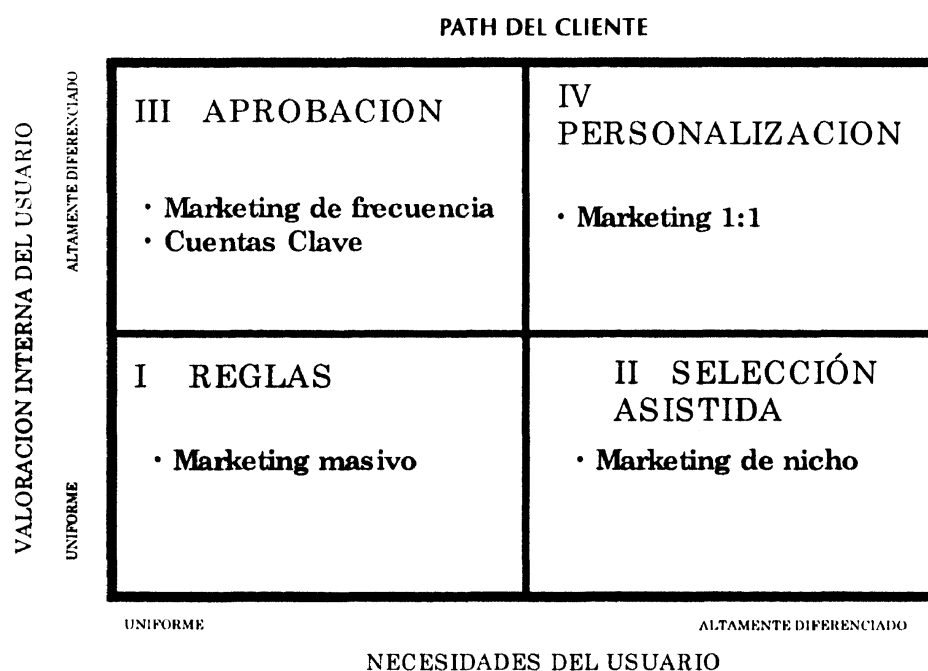 PATH DEL CLIENTE
VALORACION INTERNA DEL USUARIO
ALTAMENTE DIFERENCIADO
UNIFORME
III APROBACION
· Marketing de frecuencia
· Cuentas Clave
IV
PERSONALIZACION
· Marketing 1:1
I REGLAS
· Marketing masivo
II SELECCIÓN
ASISTIDA
· Marketing de nicho
UNIFORME
ALTAMENTE DIFERENCIADO
NECESIDADES DEL USUARIO